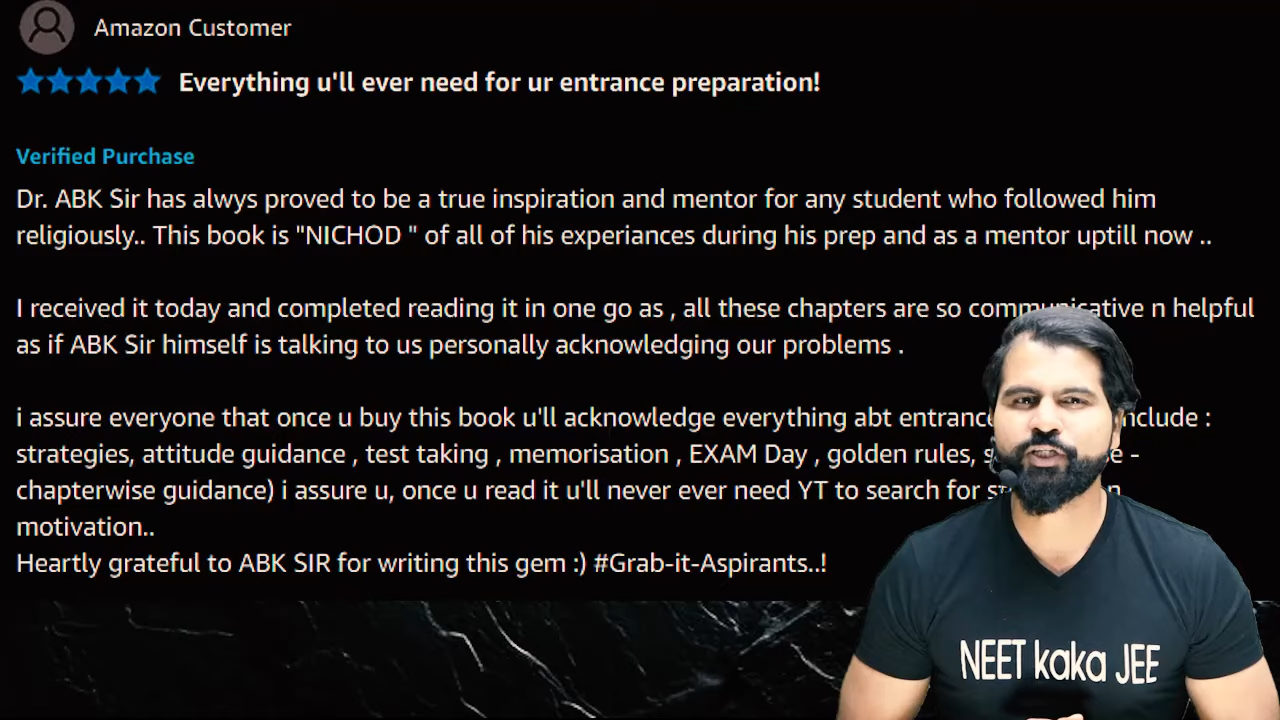 Amazon Customer
Everything u'll ever need for ur entrance preparation!
Verified Purchase
Dr. ABK Sir has alwys proved to be a true inspiration and mentor for any student who followed him
religiously.. This book is "NICHOD " of all of his experiances during his prep and as a mentor uptill now ..
I received it today and completed reading it in one go as , all these chapters are so communicative n helpful
as if ABK Sir himself is talking to us personally acknowledging our problems .
i assure everyone that once u buy this book u'll acknowledge everything abt :
strategies, attitude guidance , test taking , memorisation , EXAM Day , golden rules, -
chapterwise guidance) i assure u, once u read it u'll never ever need YT to search for
motivation..
Heartly grateful to ABK SIR for writing this gem :) #Grab-it-Aspirants..!
NEET kaka JEE